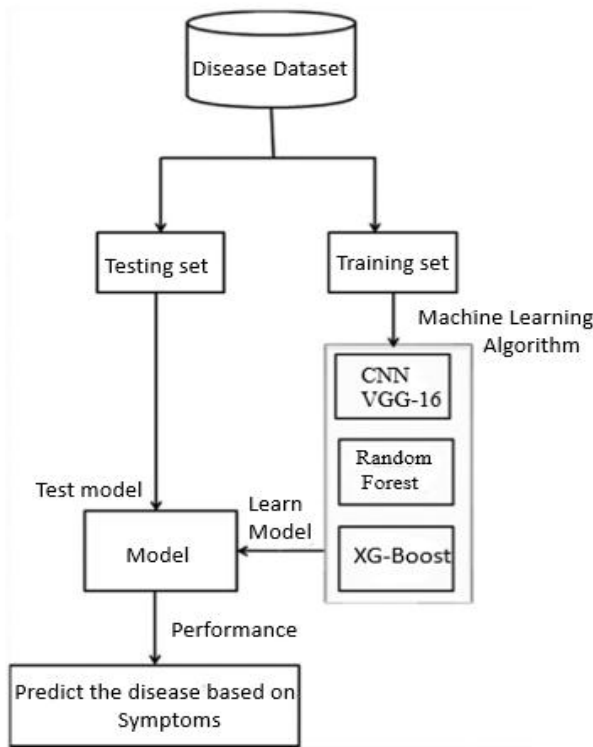 Disease Dataset
Testing set
Training set
Machine Learning
Algorithm
CNN
VGG-16
Random
Forest
XG-Boost
Test model
Learn
Model
Model
Performance
Predict the disease based on
Symptoms